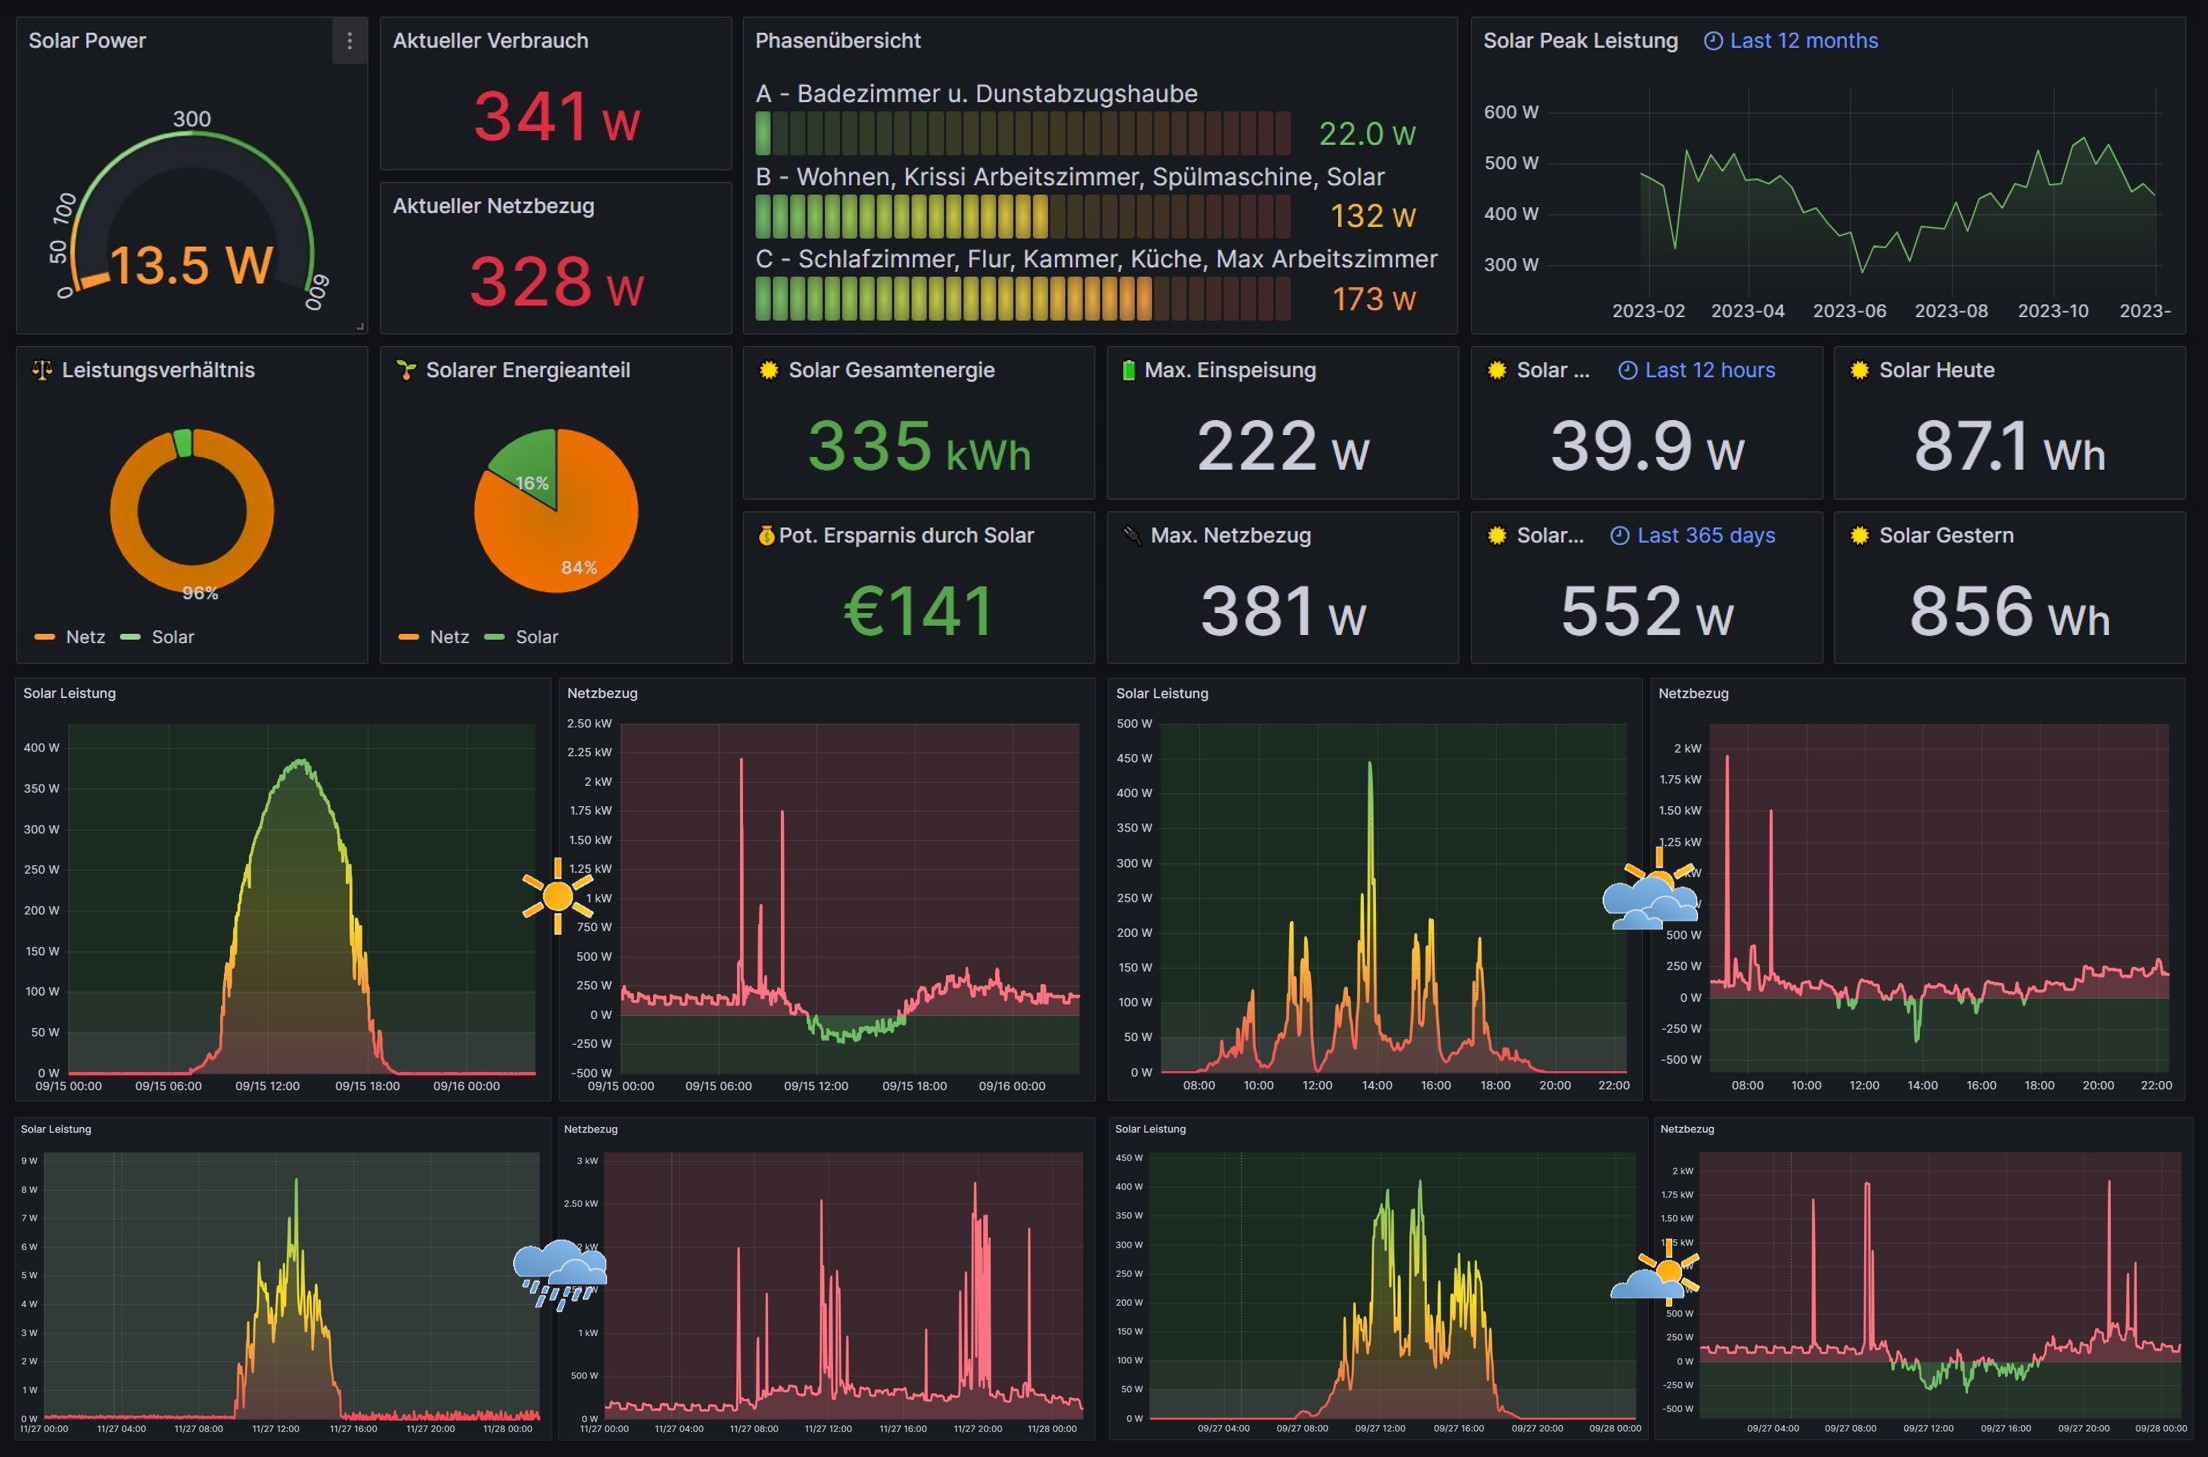 Solar Power
300
100
50
0
600
13.5 W
Aktueller Verbrauch
341 W
Aktueller Netzbezug
328 W
Phasenübersicht
A - Badezimmer u. Dunstabzugshaube
22.0 W
B - Wohnen, Krissi Arbeitszimmer, Spülmaschine, Solar
132 W
C - Schlafzimmer, Flur, Kammer, Küche, Max Arbeitszimmer
173 W
Solar Peak Leistung Last 12 months
600 W
500 W
400 W
300 W
2023-02 2023-04 2023-06 2023-08 2023-10 2023-
Leistungsverhältnis
96%
Netz Solar
Solarer Energieanteil
16%
84%
Netz Solar
Solar Gesamtenergie
335 kWh
Max. Einspeisung
222 W
Solar ... Last 12 hours
39.9 W
Solar Heute
87.1 Wh
Pot. Ersparnis durch Solar
€141
Max. Netzbezug
381 W
Solar... Last 365 days
552 W
Solar Gestern
856 Wh
Solar Leistung
400 W
350 W
300 W
250 W
200 W
150 W
100 W
50 W
0 W
09/15 00:00 09/15 06:00 09/15 12:00 09/15 18:00 09/16 00:00
Netzbezug
2.50 kW
2.25 kW
2 kW
1.75 kW
1.50 kW
1.25 kW
1 kW
750 W
500 W
250 W
0 W
-250 W
-500 W
09/15 00:00 09/15 06:00 09/15 12:00 09/15 18:00 09/16 00:00
Solar Leistung
500 W
450 W
400 W
350 W
300 W
250 W
200 W
150 W
100 W
50 W
0 W
08:00 10:00 12:00 14:00 16:00 18:00 20:00 22:00
Netzbezug
2 kW
1.75 kW
1.50 kW
1.25 kW
kW
500 W
250 W
0 W
-250 W
-500 W
08:00 10:00 12:00 14:00 16:00 18:00 20:00 22:00
Solar Leistung
9 W
8 W
7 W
6 W
5 W
4 W
3 W
2 W
1 W
0 W
11/27 00:00 11/27 04:00 11/27 08:00 11/27 12:00 11/27 16:00 11/27 20:00 11/28 00:00
Netzbezug
3 kW
2.50 kW
2 kW
1 kW
500 W
0 W
11/27 00:00 11/27 04:00 11/27 08:00 11/27 12:00 11/27 16:00 11/27 20:00 11/28 00:00
Solar Leistung
450 W
400 W
350 W
300 W
250 W
200 W
150 W
100 W
50 W
0 W
09/27 04:00 09/27 08:00 09/27 12:00 09/27 16:00 09/27 20:00 09/28 00:00
Netzbezug
2 kW
1.75 kW
1.50 kW
500 W
250 W
0 W
-250 W
-500 W
09/27 04:00 09/27 08:00 09/27 12:00 09/27 16:00 09/27 20:00 09/28 00:00